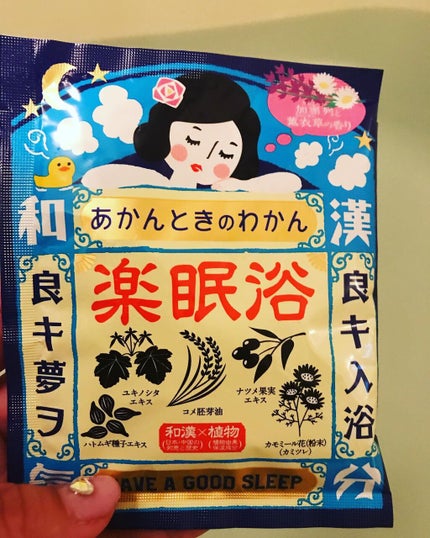 加密列と
薫衣草の香り
和
漢
あかんときのわかん
楽眠浴
良キ夢ヲ
良キ入浴
ユキノシタ
エキス
コメ胚芽油
ナツメ果実
エキス
ハトムギ種子エキス
和漢×植物
カモミール花(粉末)
(カミツレ)
気
分
HAVE A GOOD SLEEP